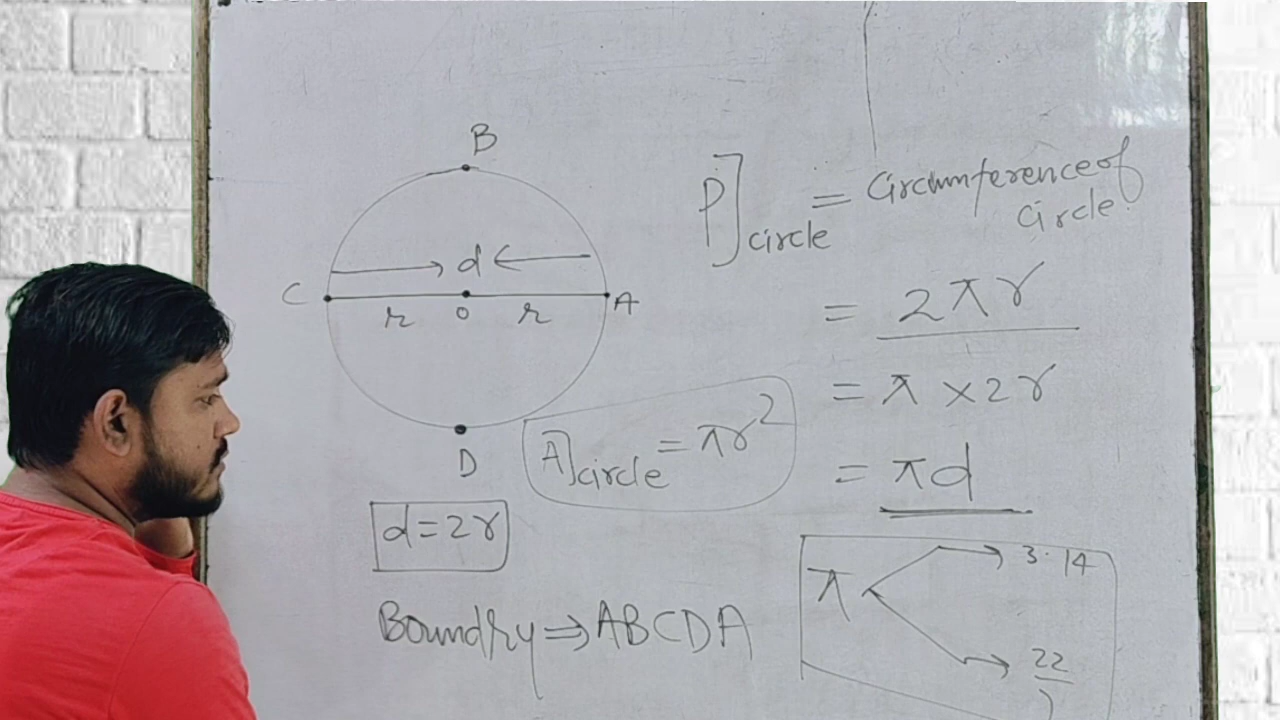 B
C
d
A
r
o
r
D
d=2r
Boundry ⇒ ABCDA
A]circle = πr²
P]circle = Circumference of
Circle.
= 2πr
= π × 2r
= πd
π
3.14
22